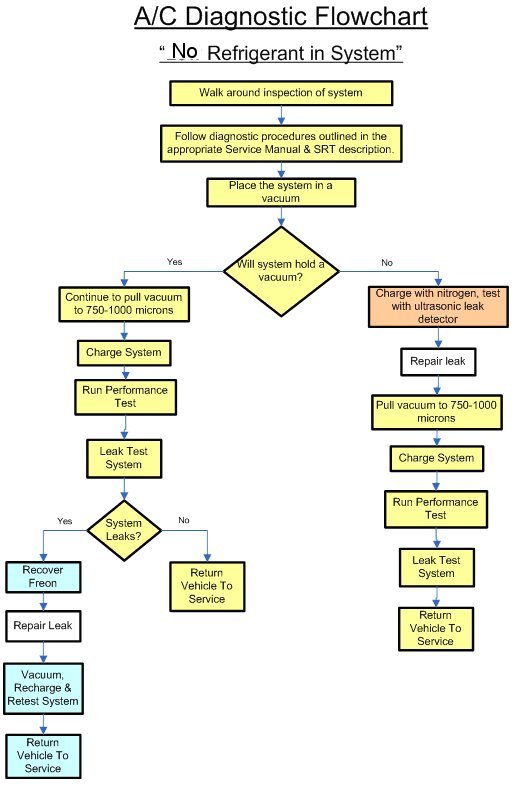 A/C Diagnostic Flowchart
“ No Refrigerant in System”
Walk around inspection of system
Follow diagnostic procedures outlined in the
appropriate Service Manual & SRT description.
Place the system in a
vacuum
Will system hold a
vacuum?
Yes
No
Continue to pull vacuum
to 750-1000 microns
Charge System
Run Performance
Test
Leak Test
System
System
Leaks?
Yes
No
Recover
Freon
Repair Leak
Vacuum,
Recharge &
Retest System
Return
Vehicle To
Service
Return
Vehicle To
Service
Charge with nitrogen, test
with ultrasonic leak
detector
Repair leak
Pull vacuum to 750-1000
microns
Charge System
Run Performance
Test
Leak Test
System
Return
Vehicle To
Service